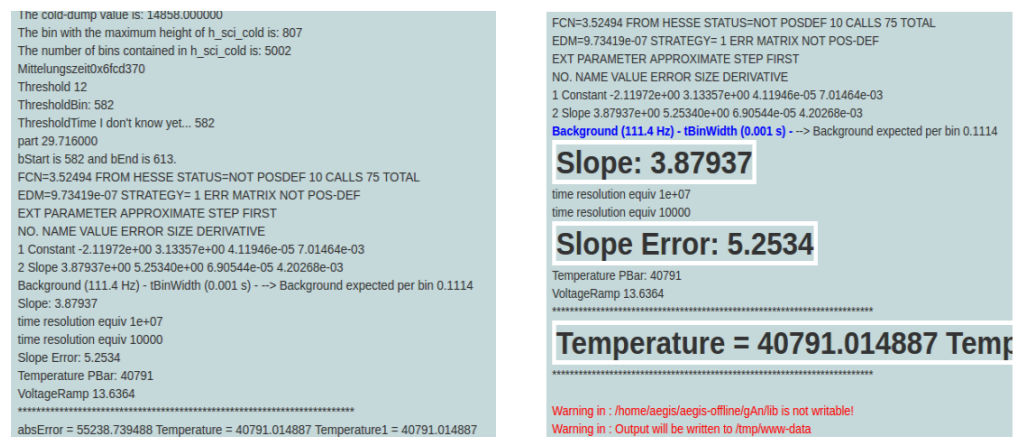 The cold-dump value is: 14858.000000
The bin with the maximum height of h_sci_cold is: 807
The number of bins contained in h_sci_cold is: 5002
Mittelungszeit0x6fcd370
Threshold 12
ThresholdBin: 582
ThresholdTime I don't know yet... 582
part 29.716000
bStart is 582 and bEnd is 613.
FCN=3.52494 FROM HESSE STATUS=NOT POSDEF 10 CALLS 75 TOTAL
EDM=9.73419e-07 STRATEGY= 1 ERR MATRIX NOT POS-DEF
EXT PARAMETER APPROXIMATE STEP FIRST
NO. NAME VALUE ERROR SIZE DERIVATIVE
1 Constant -2.11972e+00 3.13357e+00 4.11946e-05 7.01464e-03
2 Slope 3.87937e+00 5.25340e+00 6.90544e-05 4.20268e-03
Background (111.4 Hz) - tBinWidth (0.001 s) - --> Background expected per bin 0.1114
Slope: 3.87937
time resolution equiv 1e+07
time resolution equiv 10000
Slope Error: 5.2534
Temperature PBar: 40791
VoltageRamp 13.6364
*************************************************************************
absError = 55238.739488 Temperature = 40791.014887 Temperature1 = 40791.014887
FCN=3.52494 FROM HESSE STATUS=NOT POSDEF 10 CALLS 75 TOTAL
EDM=9.73419e-07 STRATEGY= 1 ERR MATRIX NOT POS-DEF
EXT PARAMETER APPROXIMATE STEP FIRST
NO. NAME VALUE ERROR SIZE DERIVATIVE
1 Constant -2.11972e+00 3.13357e+00 4.11946e-05 7.01464e-03
2 Slope 3.87937e+00 5.25340e+00 6.90544e-05 4.20268e-03
Background (111.4 Hz) - tBinWidth (0.001 s) - --> Background expected per bin 0.1114
Slope: 3.87937
time resolution equiv 1e+07
time resolution equiv 10000
Slope Error: 5.2534
Temperature PBar: 40791
VoltageRamp 13.6364
*************************************************************************
Temperature = 40791.014887 Temp
*************************************************************************
Warning in : /home/aegis/aegis-offline/gAn/lib is not writable!
Warning in : Output will be written to /tmp/www-data